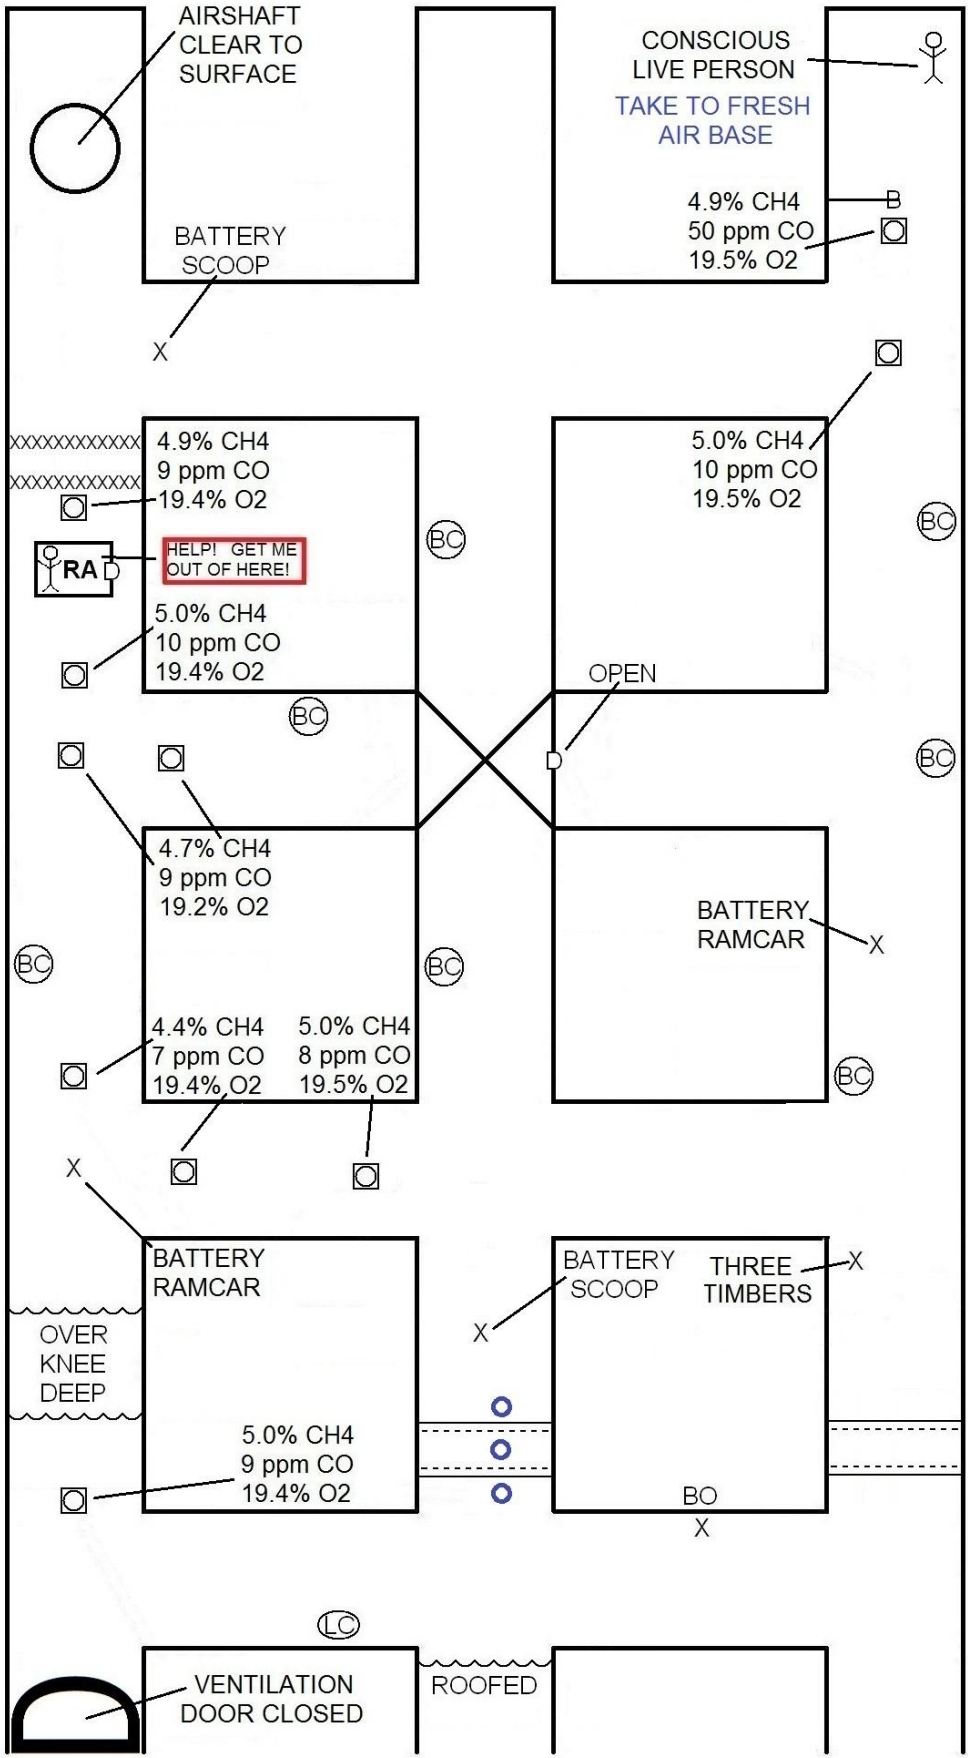 AIRSHAFT
CLEAR TO
SURFACE
CONSCIOUS
LIVE PERSON
TAKE TO FRESH
AIR BASE
B
4.9% CH4
50 ppm CO
19.5% O2
BATTERY
SCOOP
X
XXXXXXXXXXXX
XXXXXXXXXXXX
4.9% CH4
9 ppm CO
19.4% O2
5.0% CH4
10 ppm CO
19.5% O2
BC
BC
HELP! GET ME
OUT OF HERE!
RA
D
5.0% CH4
10 ppm CO
19.4% O2
OPEN
D
BC
BC
4.7% CH4
9 ppm CO
19.2% O2
BATTERY
RAMCAR
X
BC
BC
4.4% CH4
7 ppm CO
19.4% O2
5.0% CH4
8 ppm CO
19.5% O2
BC
X
BATTERY
RAMCAR
BATTERY
SCOOP
X
THREE
TIMBERS
X
OVER
KNEE
DEEP
5.0% CH4
9 ppm CO
19.4% O2
BO
X
LC
VENTILATION
DOOR CLOSED
ROOFED